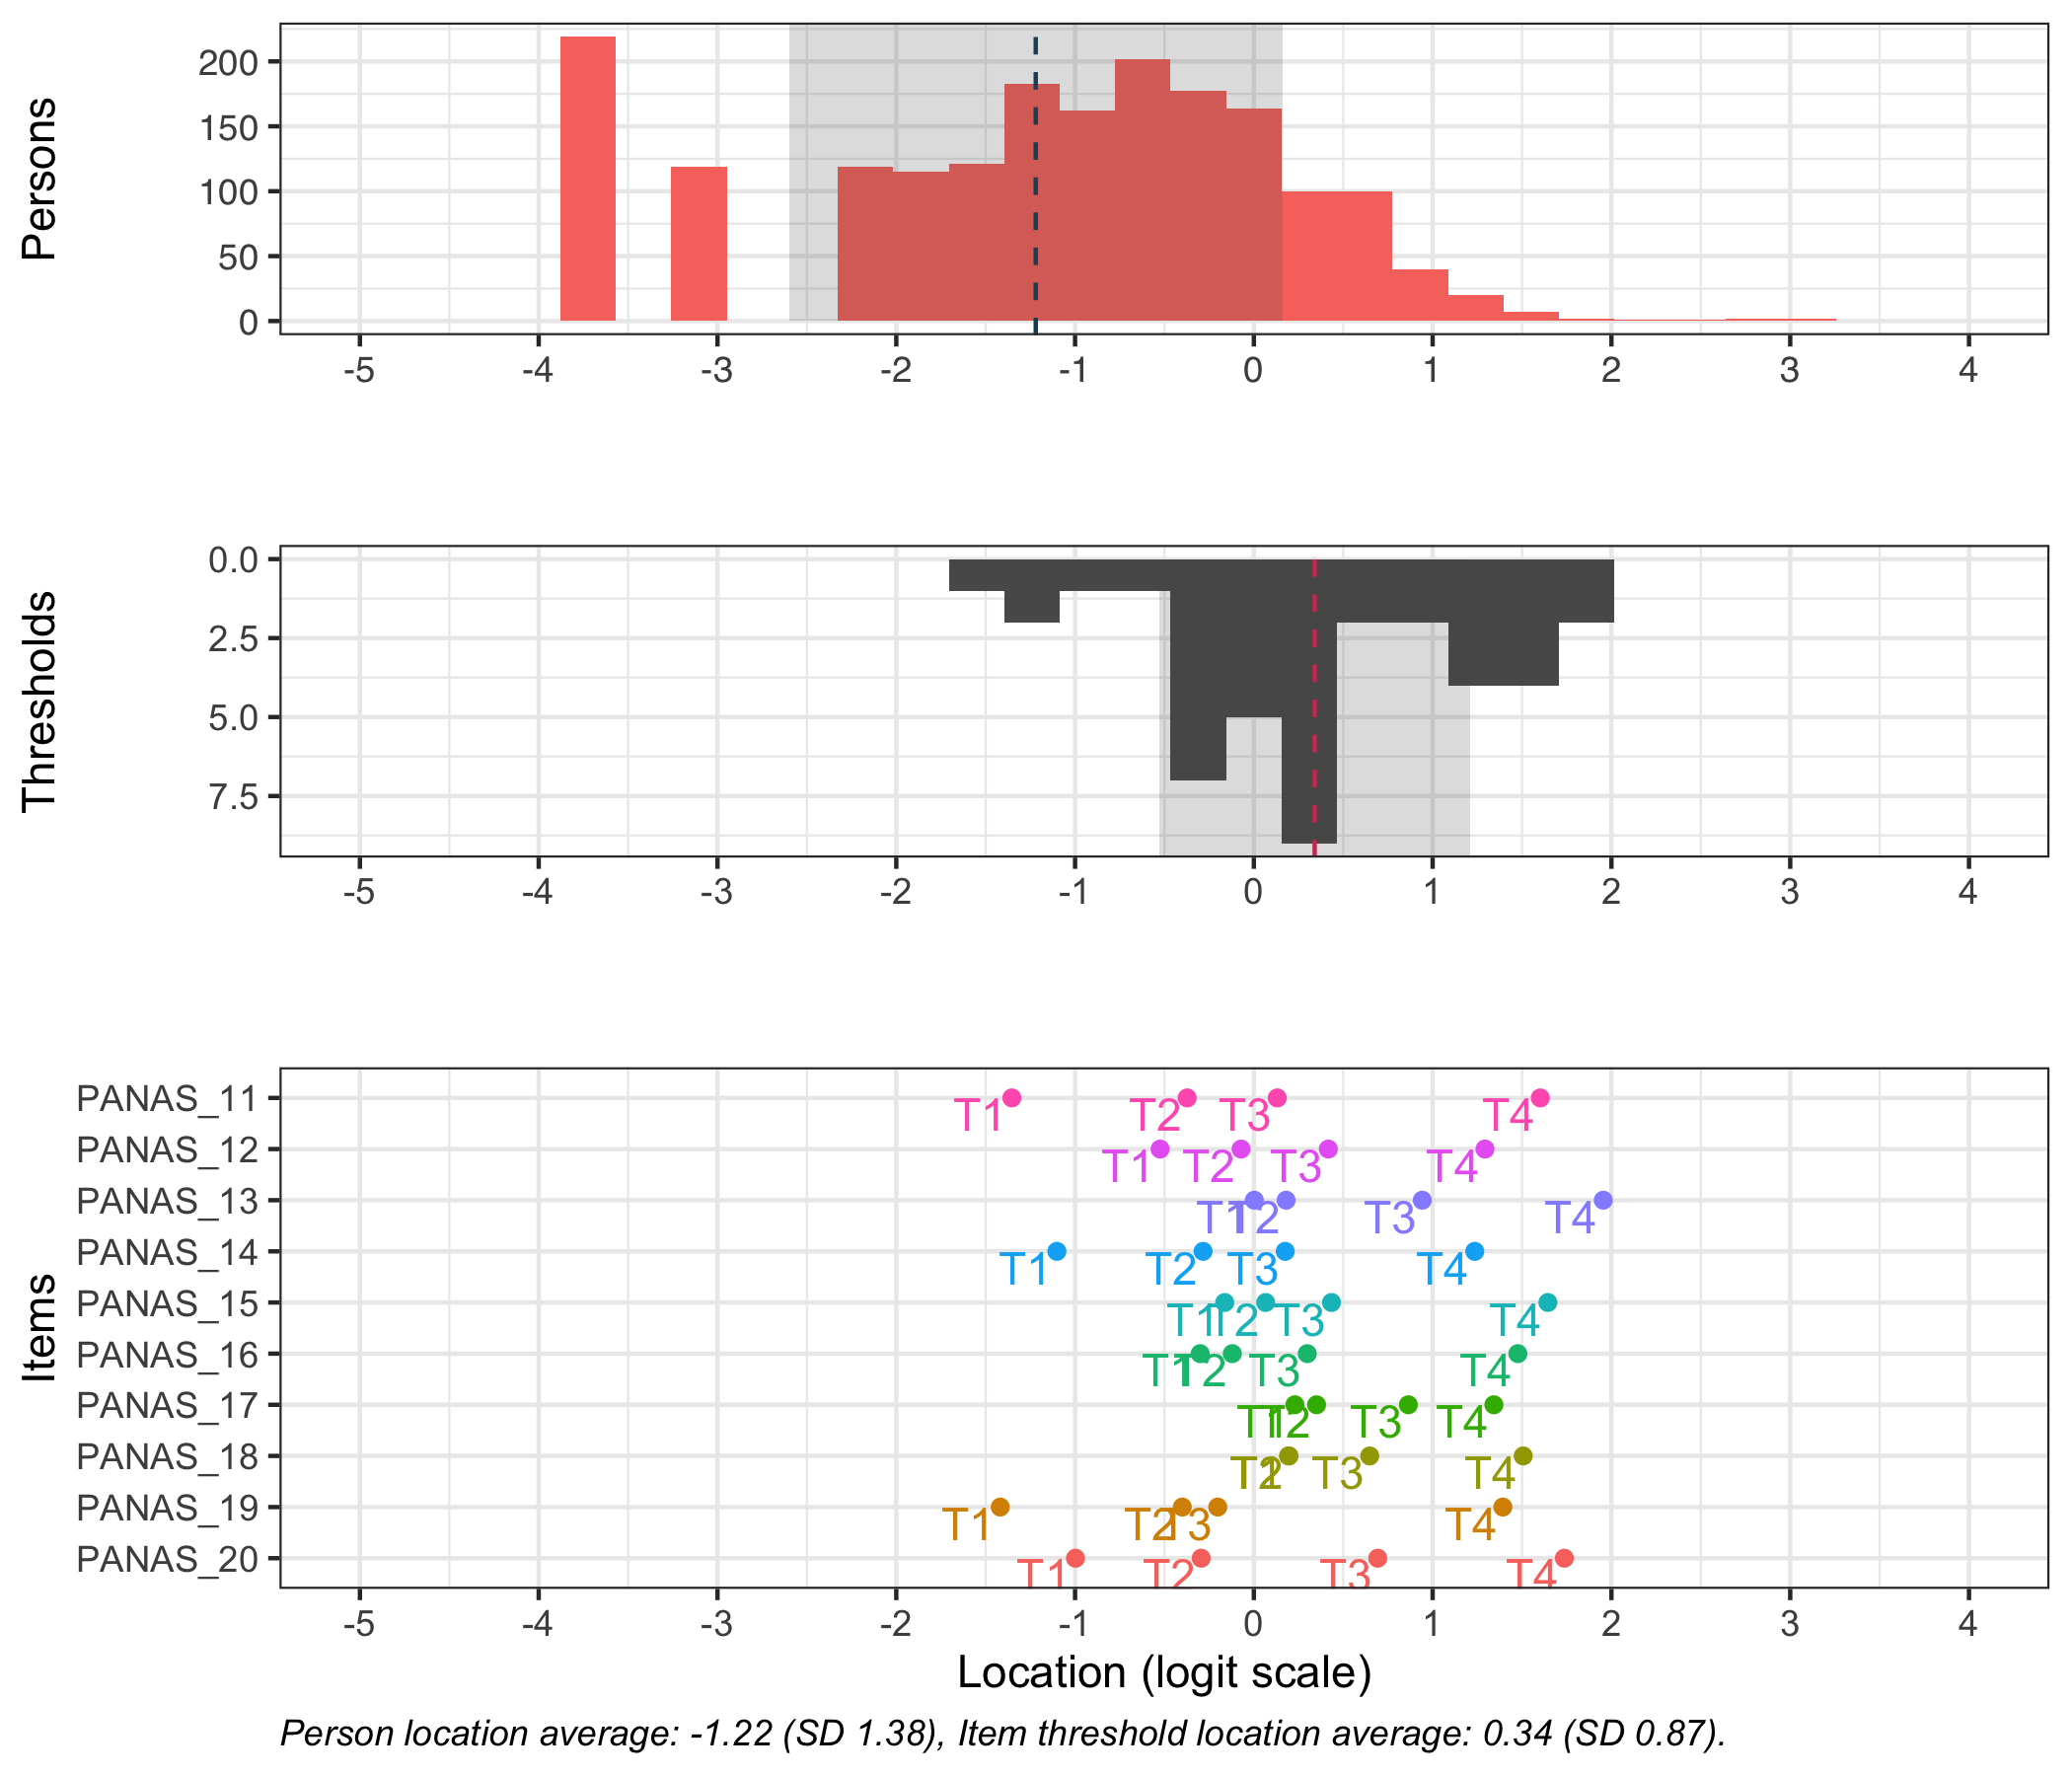 Persons
200
150
100
50
0
-5 -4 -3 -2 -1 0 1 2 3 4
Thresholds
0.0
2.5
5.0
7.5
-5 -4 -3 -2 -1 0 1 2 3 4
Items
PANAS_11 T1 T2 T3 T4
PANAS_12 T1 T2 T3 T4
PANAS_13 T1 T2 T3 T4
PANAS_14 T1 T2 T3 T4
PANAS_15 T1 T2 T3 T4
PANAS_16 T1 T2 T3 T4
PANAS_17 T1 T2 T3 T4
PANAS_18 T1 T2 T3 T4
PANAS_19 T1 T2 T3 T4
PANAS_20 T1 T2 T3 T4
-5 -4 -3 -2 -1 0 1 2 3 4
Location (logit scale)
Person location average: -1.22 (SD 1.38), Item threshold location average: 0.34 (SD 0.87).